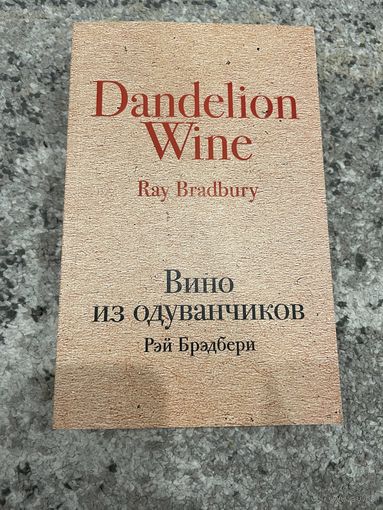 Dandelion
Wine
Ray Bradbury
Вино
из одуванчиков
Рэй Брэдбери